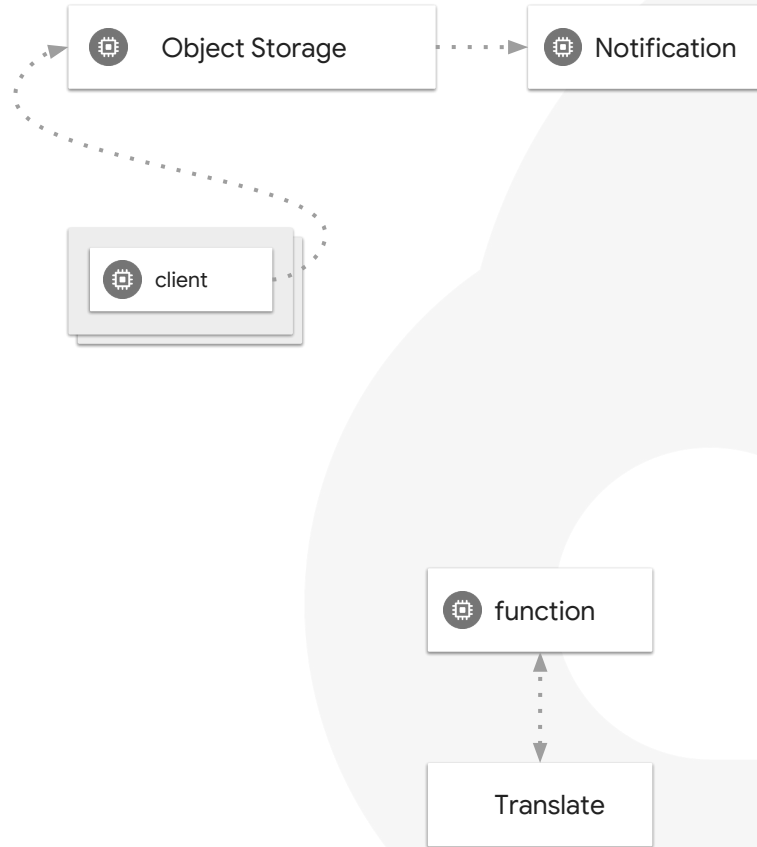 Object Storage
Notification
client
function
Translate